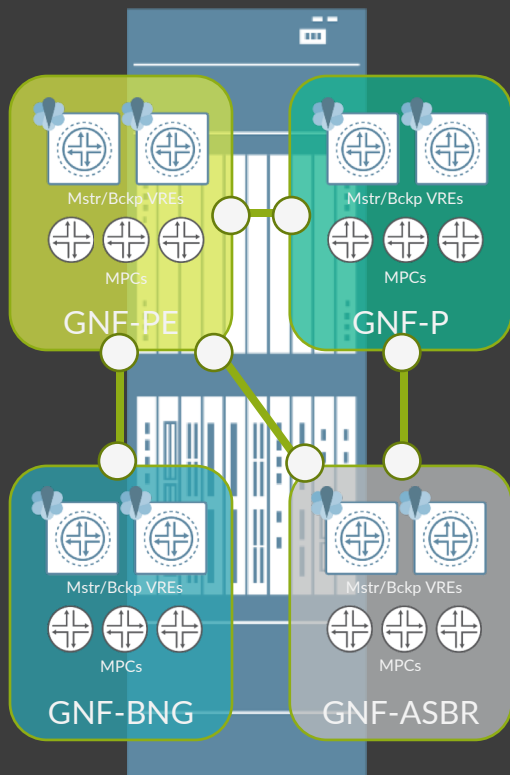 Mstr/Bckp VREs
MPCs
GNF-PE
Mstr/Bckp VREs
MPCs
GNF-P
Mstr/Bckp VREs
MPCs
GNF-BNG
Mstr/Bckp VREs
MPCs
GNF-ASBR